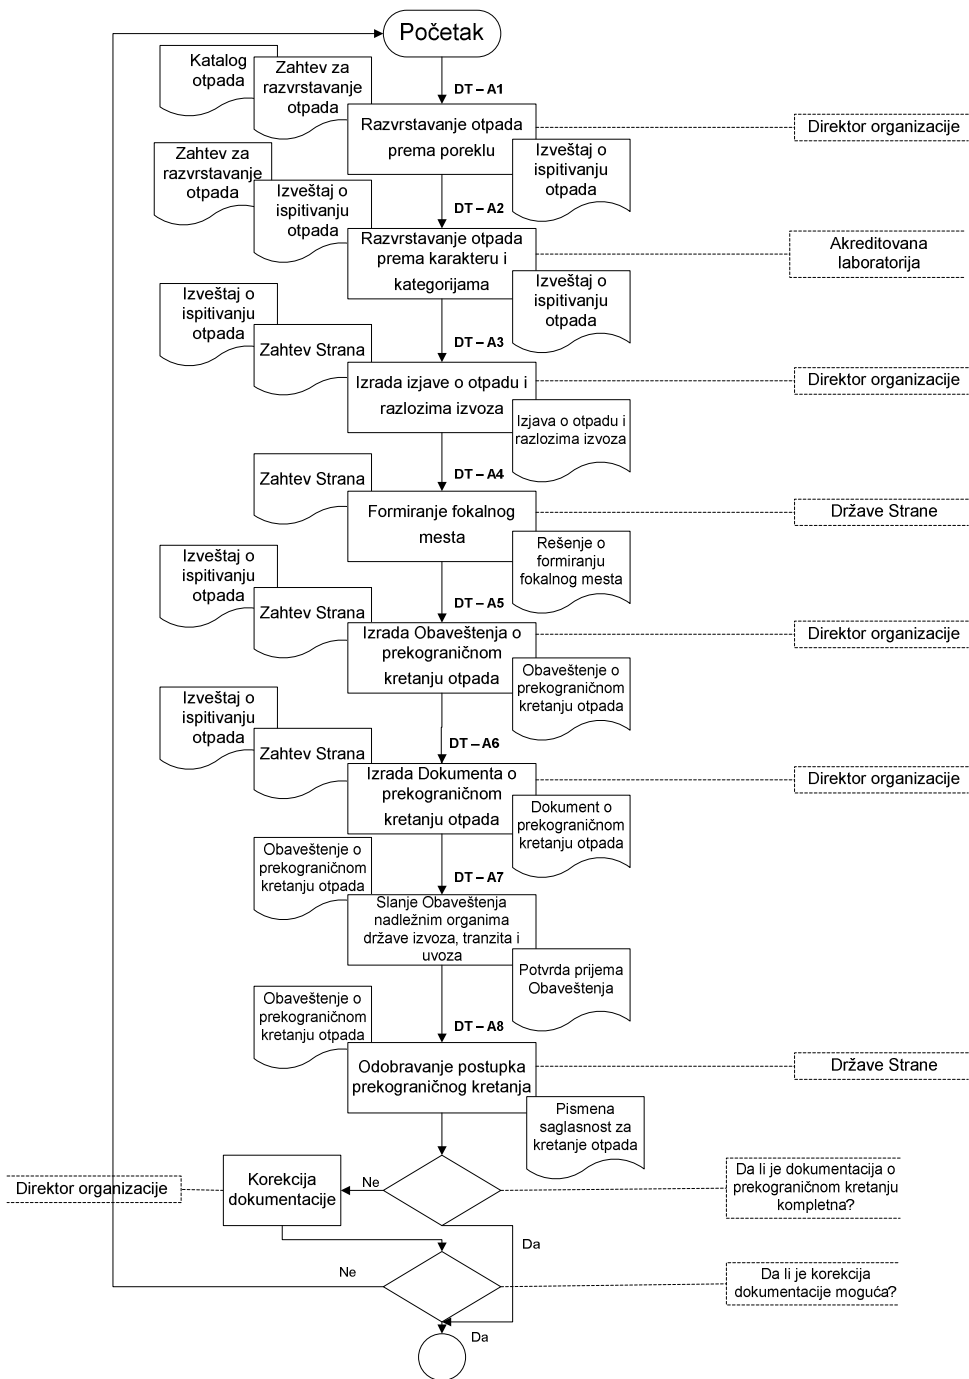 Početak
Katalog
otpada
Zahtev za
razvrstavanje
otpada
DT – A1
Razvrstavanje otpada
prema poreklu
Direktor organizacije
Izveštaj o
ispitivanju
otpada
Zahtev za
razvrstavanje
otpada
Izveštaj o
ispitivanju
otpada
DT – A2
Razvrstavanje otpada
prema karakteru i
kategorijama
Akreditovana
laboratorija
Izveštaj o
ispitivanju
otpada
Izveštaj o
ispitivanju
otpada
Zahtev Strana
DT – A3
Izrada izjave o otpadu i
razlozima izvoza
Direktor organizacije
Izjava o otpadu i
razlozima izvoza
Zahtev Strana
DT – A4
Formiranje fokalnog
mesta
Države Strane
Rešenje o
formiranju
fokalnog mesta
Izveštaj o
ispitivanju
otpada
Zahtev Strana
DT – A5
Izrada Obaveštenja o
prekograničnom
kretanju otpada
Direktor organizacije
Obaveštenje o
prekograničnom
kretanju otpada
Izveštaj o
ispitivanju
otpada
Zahtev Strana
DT – A6
Izrada Dokumenta o
prekograničnom
kretanju otpada
Direktor organizacije
Dokument o
prekograničnom
kretanju otpada
Obaveštenje o
prekograničnom
kretanju otpada
DT – A7
Slanje Obaveštenja
nadležnim organima
države izvoza, tranzita i
uvoza
Potvrda prijema
Obaveštenja
Obaveštenje o
prekograničnom
kretanju otpada
DT – A8
Odobravanje postupka
prekograničnog kretanja
Države Strane
Pismena
saglasnost za
kretanje otpada
Direktor organizacije
Korekcija
dokumentacije
Ne
Da li je dokumentacija o
prekograničnom kretanju
kompletna?
Da
Ne
Da li je korekcija
dokumentacije moguća?
Da